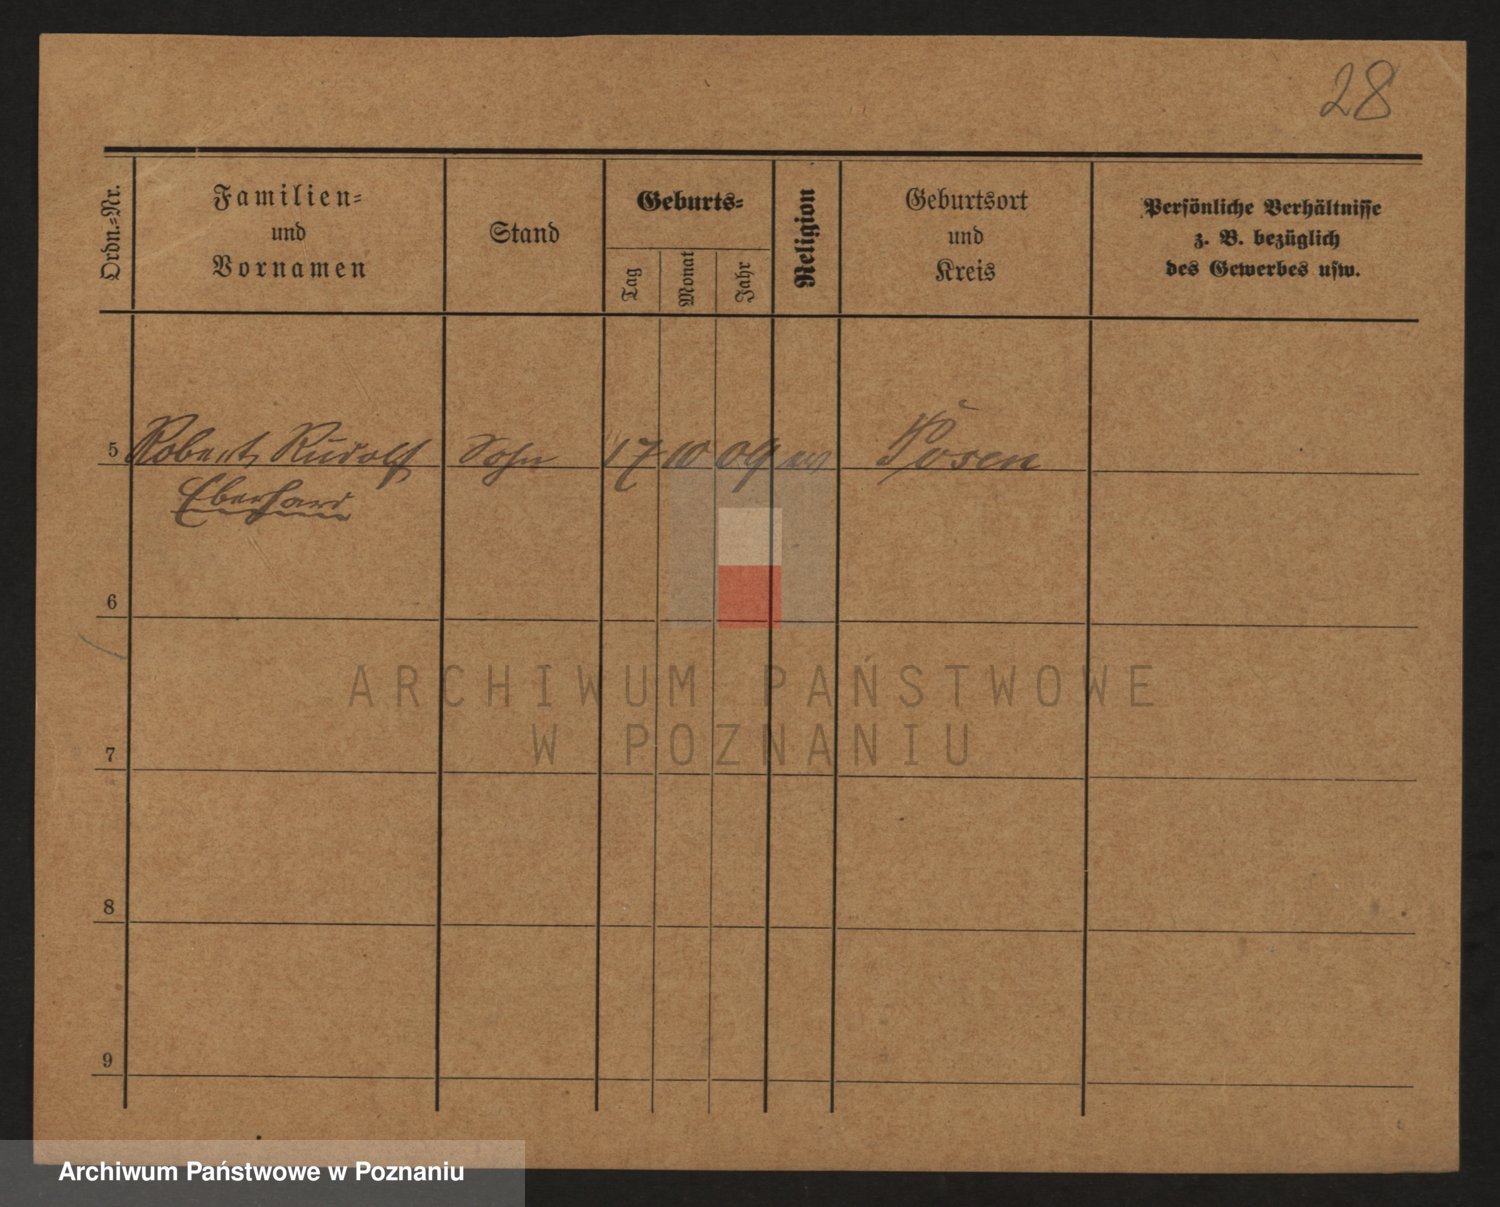 28
Ordn.-Nr.
Familien-
und
Vornamen
Stand
Geburts-
Tag
Monat
Jahr
Religion
Geburtsort
und
Kreis
Persönliche Verhältnisse
z. B. bezüglich
des Gewerbes usw.
5 Robert Rudolf Sohn 17 10 09 Posen
Eberhard
6
7
8
9
ARCHIWUM PAŃSTWOWE
W POZNANIU
Archiwum Państwowe w Poznaniu